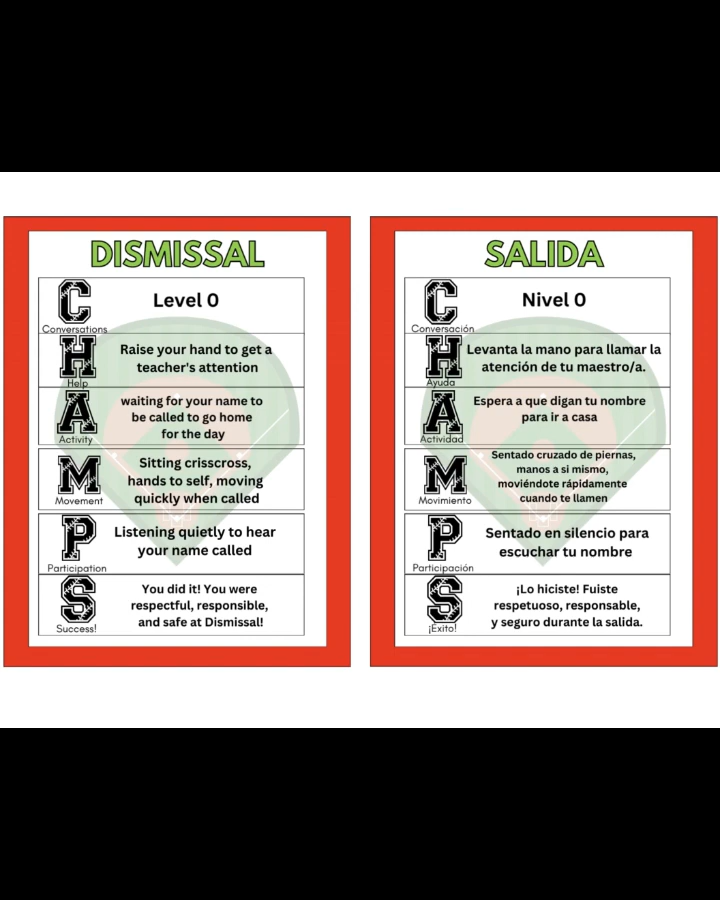 DISMISSAL
C
Conversations
Level 0
H
Help
Raise your hand to get a
teacher's attention
A
Activity
waiting for your name to
be called to go home
for the day
M
Movement
Sitting crisscross,
hands to self, moving
quickly when called
P
Participation
Listening quietly to hear
your name called
S
Success!
You did it! You were
respectful, responsible,
and safe at Dismissal!
SALIDA
C
Conversación
Nivel 0
H
Ayuda
Levanta la mano para llamar la
atención de tu maestro/a.
A
Actividad
Espera a que digan tu nombre
para ir a casa
M
Movimiento
Sentado cruzado de piernas,
manos a si mismo,
moviéndote rápidamente
cuando te llamen
P
Participación
Sentado en silencio para
escuchar tu nombre
S
¡Éxito!
¡Lo hiciste! Fuiste
respetuoso, responsable,
y seguro durante la salida.